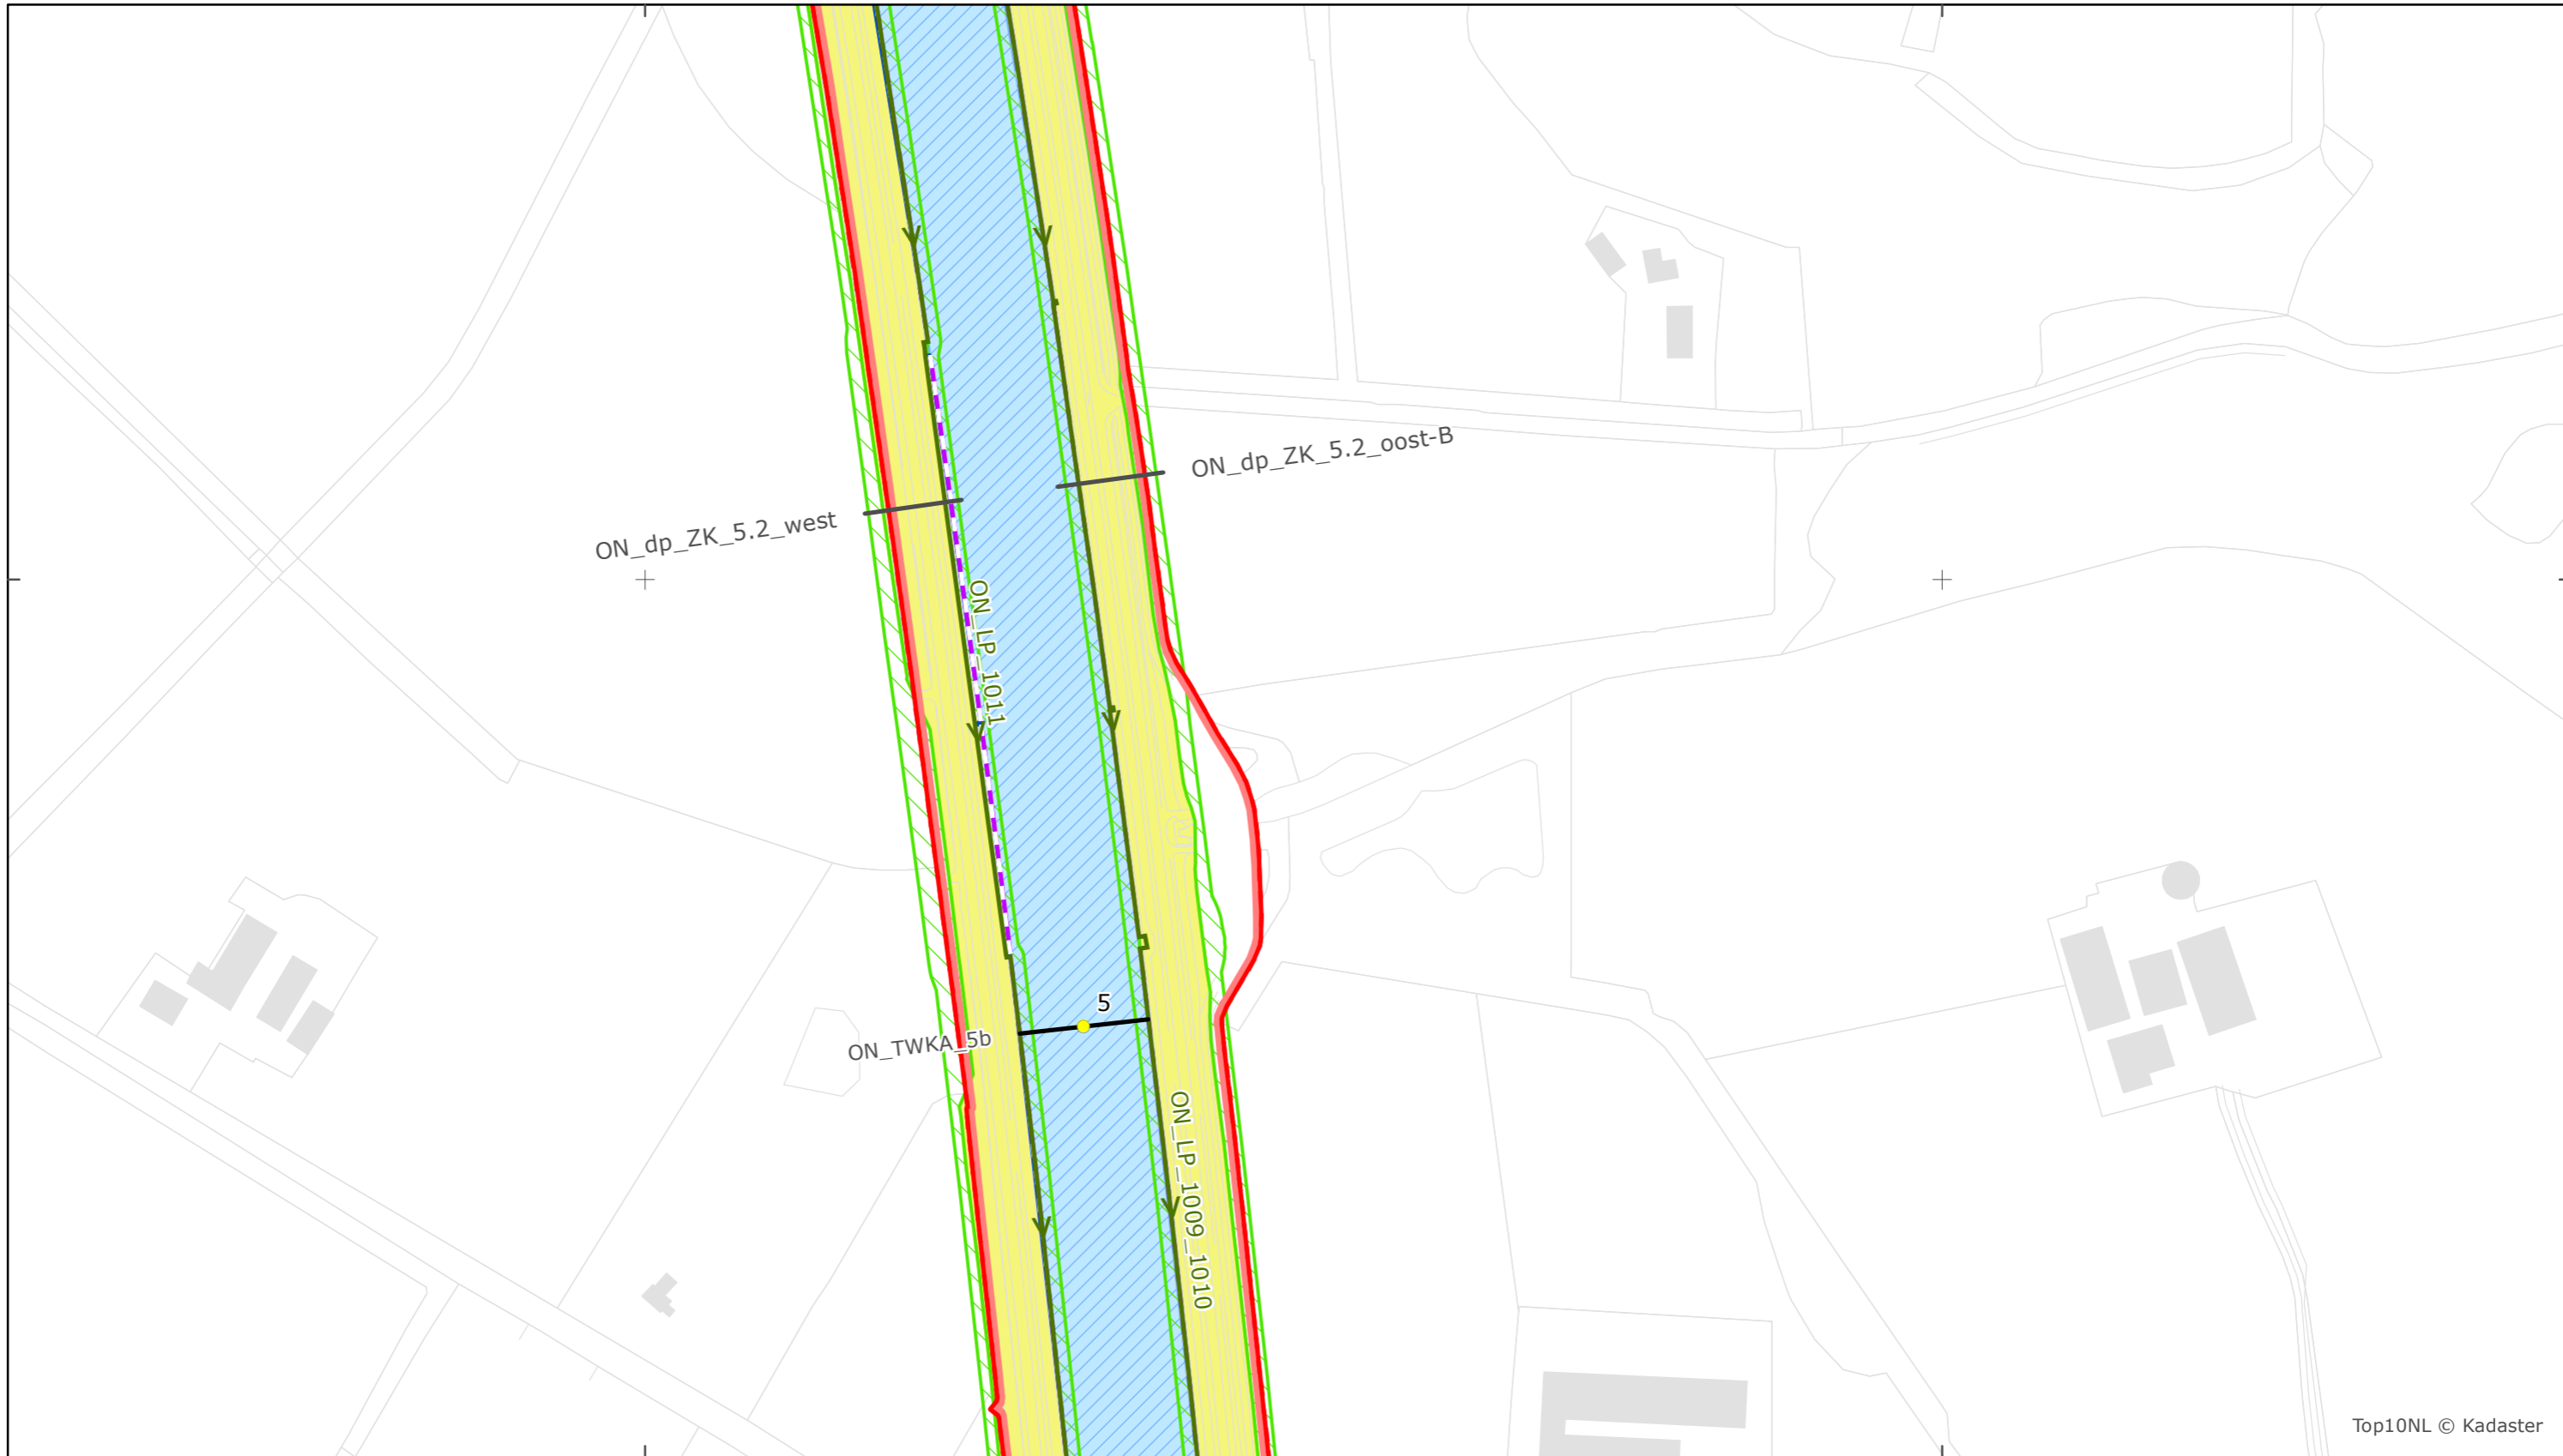 ON_dp_ZK_5.2_oost-B
ON_dp_ZK_5.2_west
ON_LP_1011
5
ON_TWKA_5b
ON_LP_1009_1010
Top10NL © Kadaster